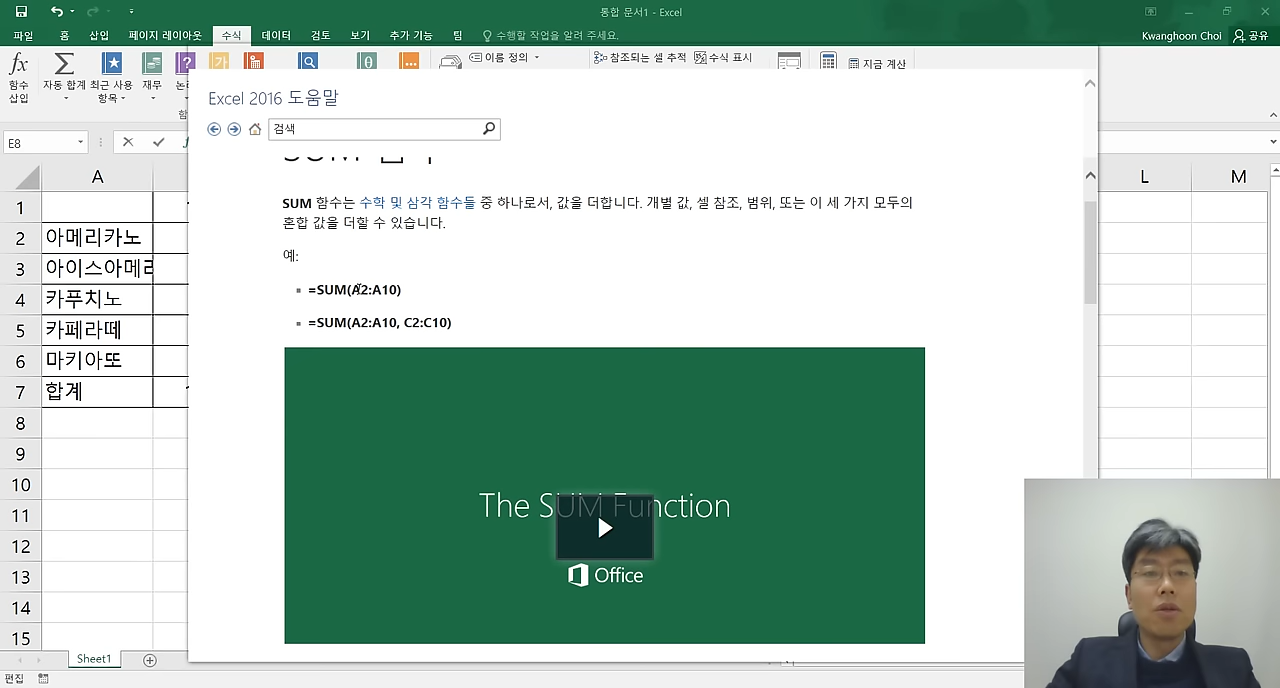 통합 문서1 - Excel
파일 홈 삽입 페이지 레이아웃 수식 데이터 검토 보기 추가 기능 팀 수행할 작업을 알려 주세요.
Kwanghoon Choi 공유
fx 가 ? θ 이름 정의 참조되는 셀 추적 수식 표시 지금 계산
함수 자동 합계 최근 사용 재무
삽입 항목
E8
Excel 2016 도움말
검색
A L M
1
2 아메리카노
3 아이스아메리
4 카푸치노
5 카페라떼
6 마키아또
7 합계
8
9
10
11
12
13
14
15
SUM 함수는 수학 및 삼각 함수들 중 하나로서, 값을 더합니다. 개별 값, 셀 참조, 범위, 또는 이 세 가지 모두의
혼합 값을 더할 수 있습니다.
예:
=SUM(A2:A10)
=SUM(A2:A10, C2:C10)
The SUM Function
Office
Sheet1
편집